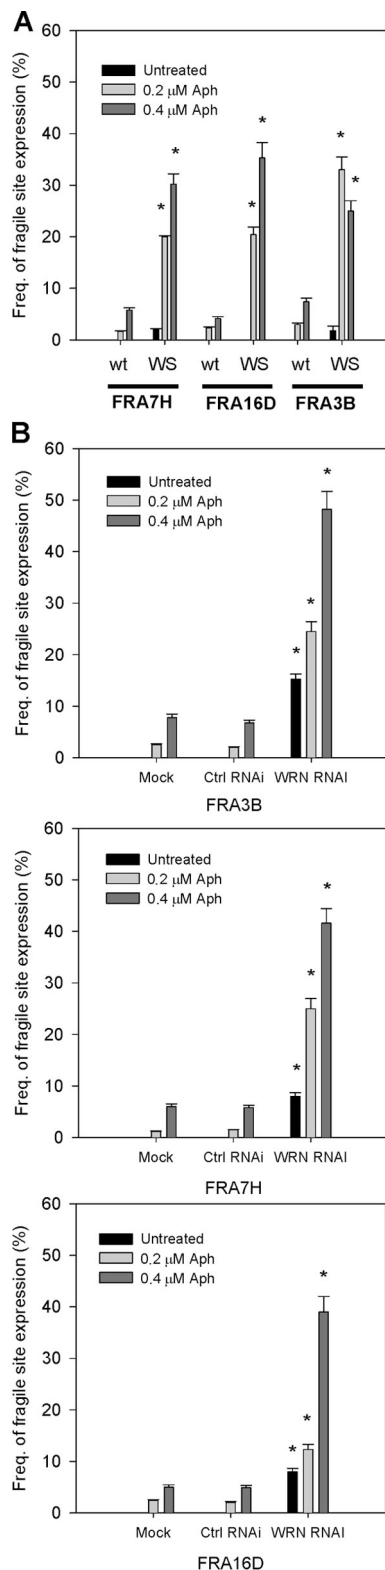 A
Freq. of fragile site expression (%)
60
50
40
30
20
10
0
Untreated
0.2 μM Aph
0.4 μM Aph
* * * * * *
wt WS wt WS wt WS
FRA7H FRA16D FRA3B
B
Freq. of fragile site expression (%)
60
50
40
30
20
10
0
Untreated
0.2 μM Aph
0.4 μM Aph
* * *
Mock Ctrl RNAi WRN RNAI
FRA3B
Freq. of fragile site expression (%)
60
50
40
30
20
10
0
Untreated
0.2 μM Aph
0.4 μM Aph
* * *
Mock Ctrl RNAi WRN RNAI
FRA7H
Freq. of fragile site expression (%)
60
50
40
30
20
10
0
Untreated
0.2 μM Aph
0.4 μM Aph
* * *
Mock Ctrl RNAi WRN RNAI
FRA16D